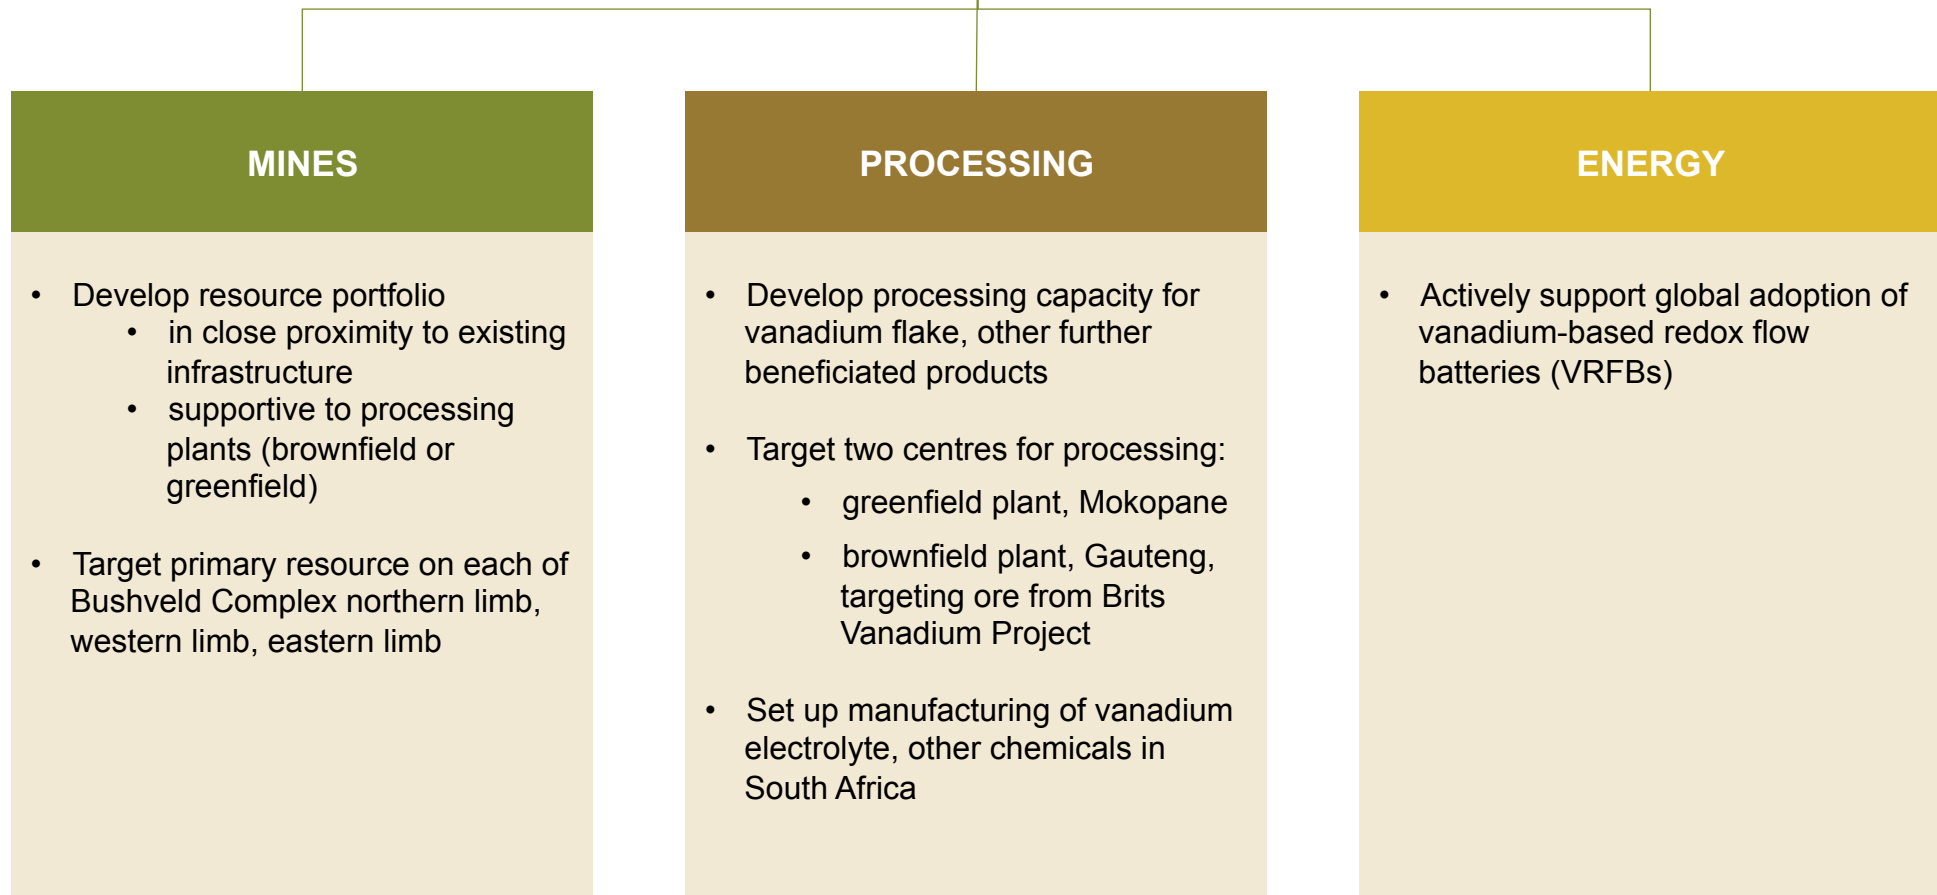 MINES
• Develop resource portfolio
• in close proximity to existing
infrastructure
• supportive to processing
plants (brownfield or
greenfield)
• Target primary resource on each of
Bushveld Complex northern limb,
western limb, eastern limb
PROCESSING
• Develop processing capacity for
vanadium flake, other further
beneficiated products
• Target two centres for processing:
• greenfield plant, Mokopane
• brownfield plant, Gauteng,
targeting ore from Brits
Vanadium Project
• Set up manufacturing of vanadium
electrolyte, other chemicals in
South Africa
ENERGY
• Actively support global adoption of
vanadium-based redox flow
batteries (VRFBs)